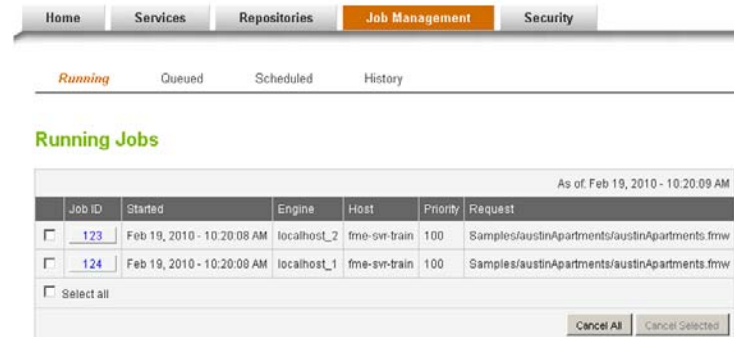 Home Services Repositories Job Management Security
Running Queued Scheduled History
Running Jobs
As of: Feb 19, 2010 - 10:20:09 AM
Job ID Started Engine Host Priority Request
123 Feb 19, 2010 - 10:20:08 AM localhost_2 fme-svr-train 100 Samples/austinApartments/austinApartments.fmw
124 Feb 19, 2010 - 10:20:08 AM localhost_1 fme-svr-train 100 Samples/austinApartments/austinApartments.fmw
Select all
Cancel All Cancel Selected